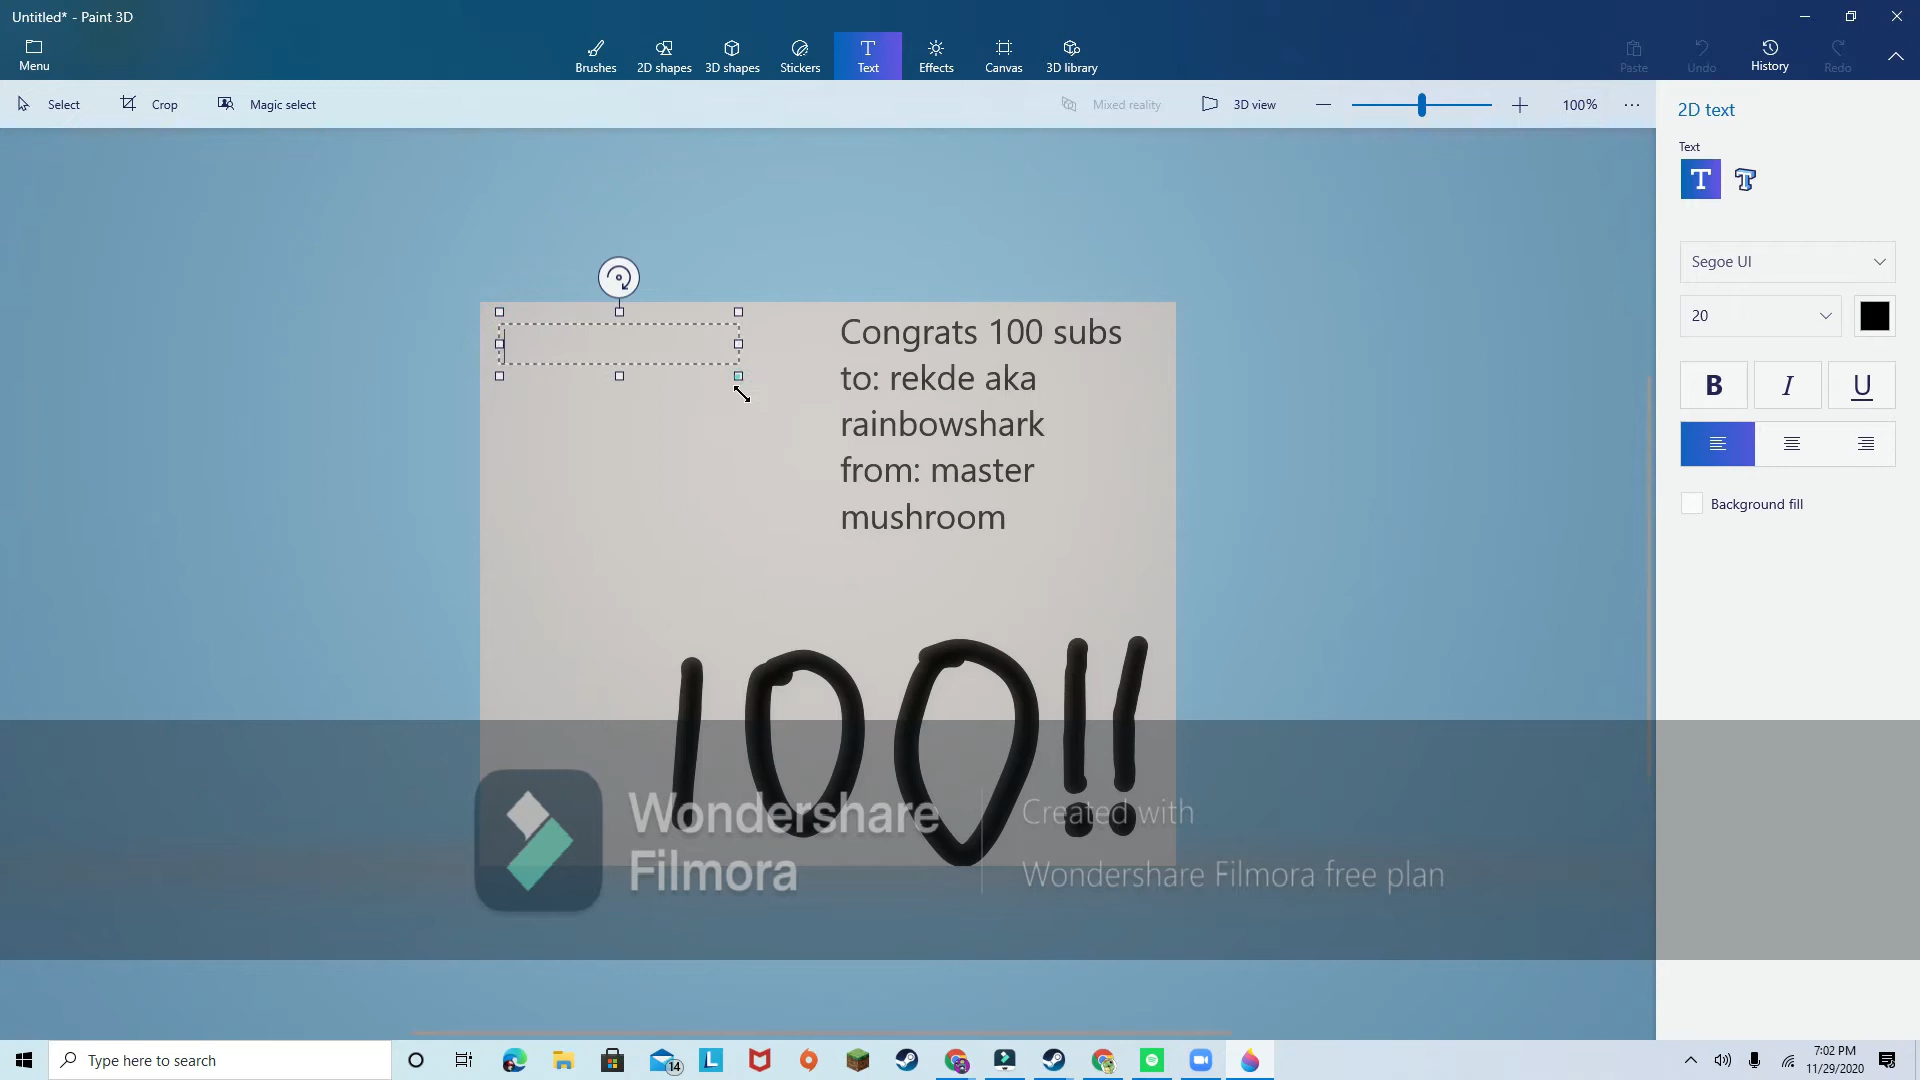 Untitled* - Paint 3D
Menu
Brushes
2D shapes
3D shapes
Stickers
Text
Effects
Canvas
3D library
Paste
Undo
History
Redo
Select
Crop
Magic select
Mixed reality
3D view
100%
2D text
Text
Segoe UI
20
B I U
Background fill
Congrats 100 subs
to: rekde aka
rainbowshark
from: master
mushroom
100!!
Wondershare
Filmora
Created with
Wondershare Filmora free plan
Type here to search
14
L
7:02 PM
11/29/2020